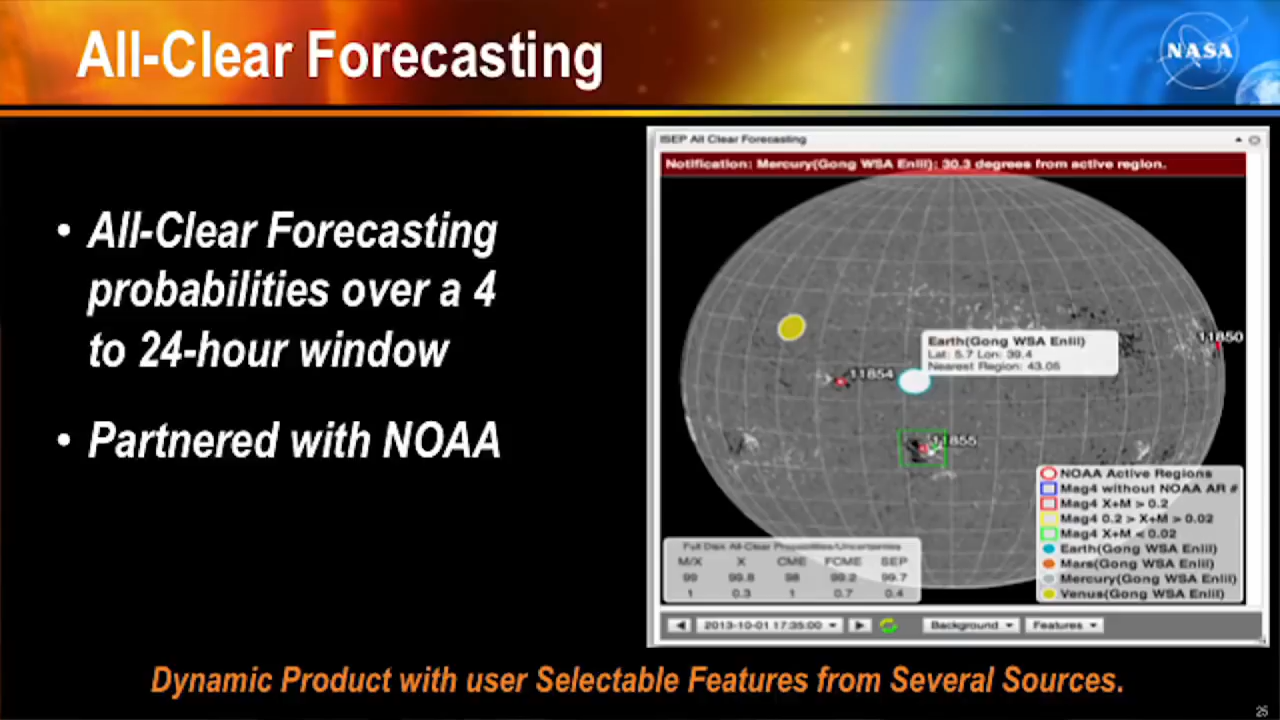 All-Clear Forecasting
NASA
• All-Clear Forecasting
probabilities over a 4
to 24-hour window
• Partnered with NOAA
ISEP All Clear Forecasting
Notification: Mercury(Gong WSA Enlil): 30.3 degrees from active region.
Earth(Gong WSA Enlil)
Lat: 5.7 Lon: 39.4
Nearest Region: 43.05
11850
11854
11855
NOAA Active Regions
Mag4 without NOAA AR #
Mag4 X+M > 0.2
Mag4 0.2 > X+M > 0.02
Mag4 X+M < 0.02
Earth(Gong WSA Enlil)
Mars(Gong WSA Enlil)
Mercury(Gong WSA Enlil)
Venus(Gong WSA Enlil)
Full Disk All-Clear Probabilities/Uncertainties
M/X X CME FCME SEP
99 99.8 98 99.2 99.7
1 0.3 1 0.7 0.4
2013-10-01 17:35:00
Background
Features
Dynamic Product with user Selectable Features from Several Sources.
25